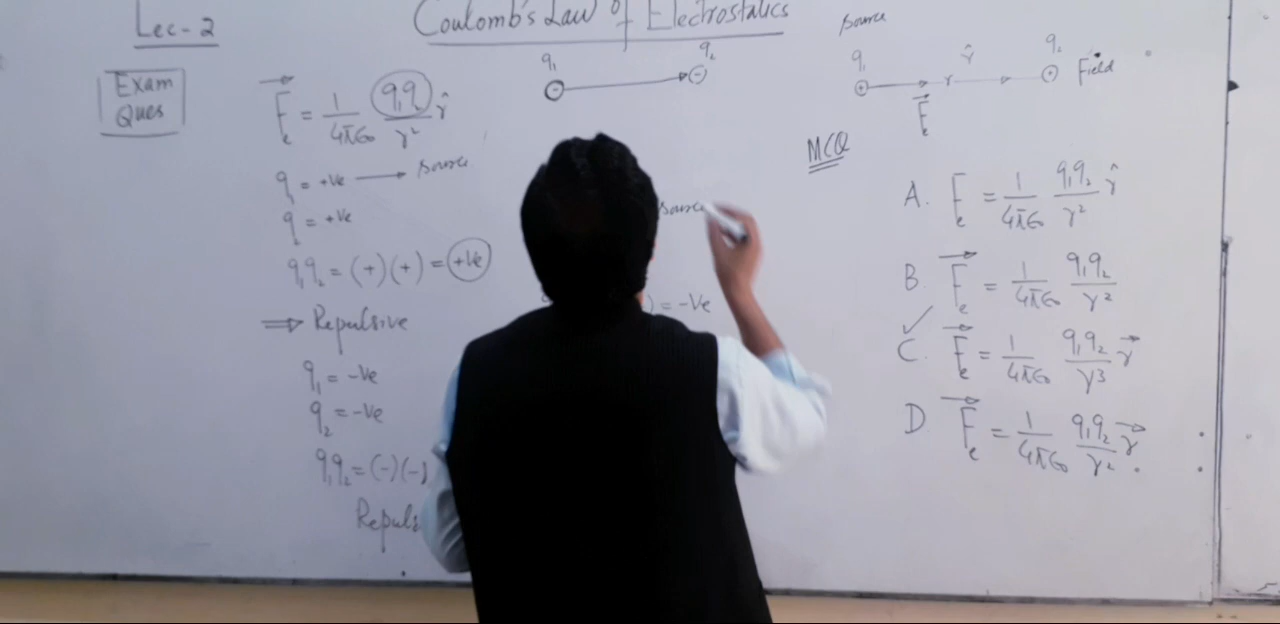 Lec-2
Coulomb's Law of Electrostatics
Exam
Ques
F⃗e = 1/4πε₀ q₁q₂/r² r̂
q₁ = +ve → source
q = +ve
q₁q₂ = (+)(+) = +ve
⇒ Repulsive
q₁ = -ve
q₂ = -ve
q₁q₂ = (-)(-)
Repuls
q₁ q₂
⊖ → ⊖
source
) = -ve
source
q₁ r̂ q₂
⊕ → r → ⊕ Field
F⃗e
MCQ
A. Fe = 1/4πε₀ q₁q₂/r² r̂
B. F⃗e = 1/4πε₀ q₁q₂/r²
✓
C. F⃗e = 1/4πε₀ q₁q₂/r³ r⃗
D F⃗e = 1/4πε₀ q₁q₂/r² r⃗.